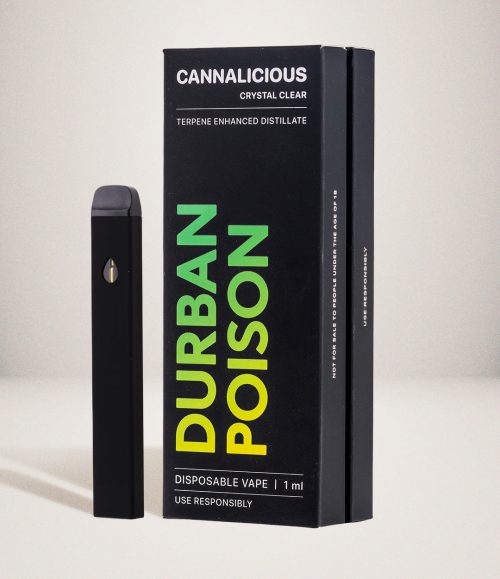 CANNALICIOUS
CRYSTAL CLEAR
TERPENE ENHANCED DISTILLATE
DURBAN
POISON
DISPOSABLE VAPE | 1 ml
USE RESPONSIBLY
NOT FOR SALE TO PEOPLE UNDER THE AGE OF 18
USE RESPONSIBLY